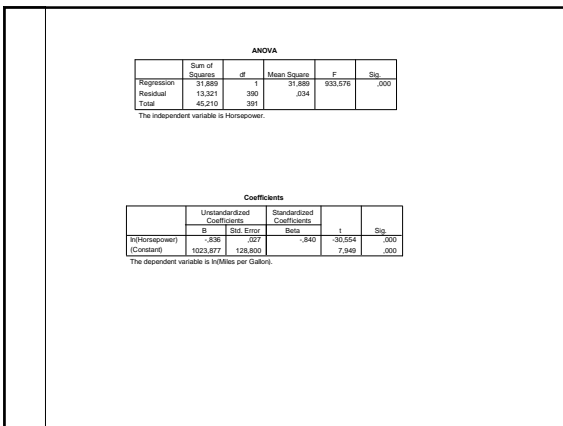 ANOVA
Sum of Squares df Mean Square F Sig.
Regression 31,889 1 31,889 933,576 ,000
Residual 13,321 390 ,034
Total 45,210 391
The independent variable is Horsepower.
Coefficients
Unstandardized Coefficients Standardized Coefficients
B Std. Error Beta t Sig.
ln(Horsepower) -,836 ,027 -,840 -30,554 ,000
(Constant) 1023,877 128,800 7,949 ,000
The dependent variable is ln(Miles per Gallon).